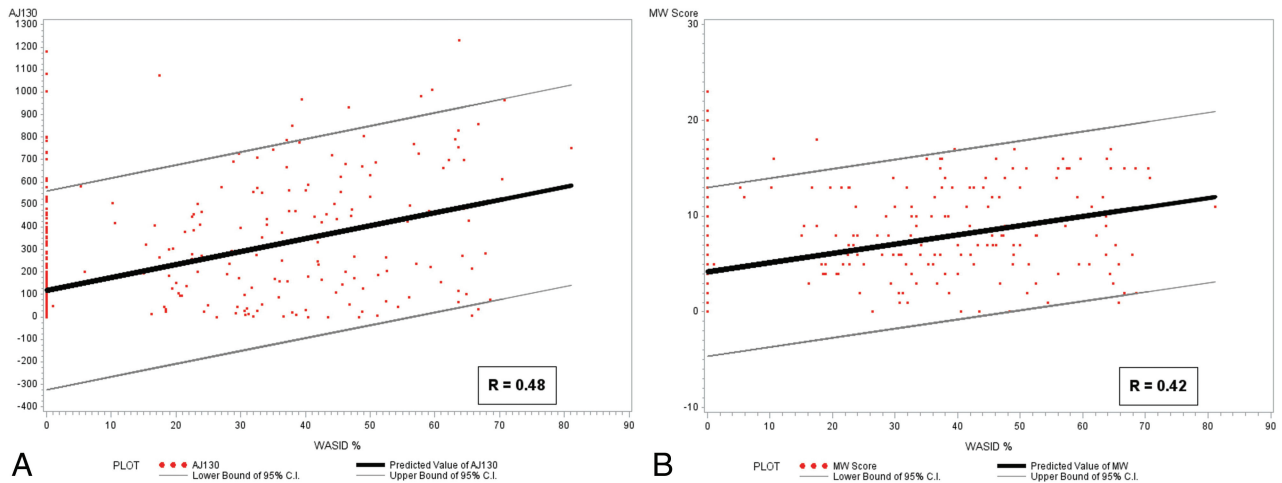 AJ130
1300
1200
1100
1000
900
800
700
600
500
400
300
200
100
0
-100
-200
-300
-400
0 10 20 30 40 50 60 70 80 90
WASID %
R = 0.48
A
PLOT AJ130 Predicted Value of AJ130
Lower Bound of 95% C.I. Upper Bound of 95% C.I.
MW Score
30
20
10
0
-10
0 10 20 30 40 50 60 70 80 90
WASID %
R = 0.42
B
PLOT MW Score Predicted Value of MW
Lower Bound of 95% C.I. Upper Bound of 95% C.I.